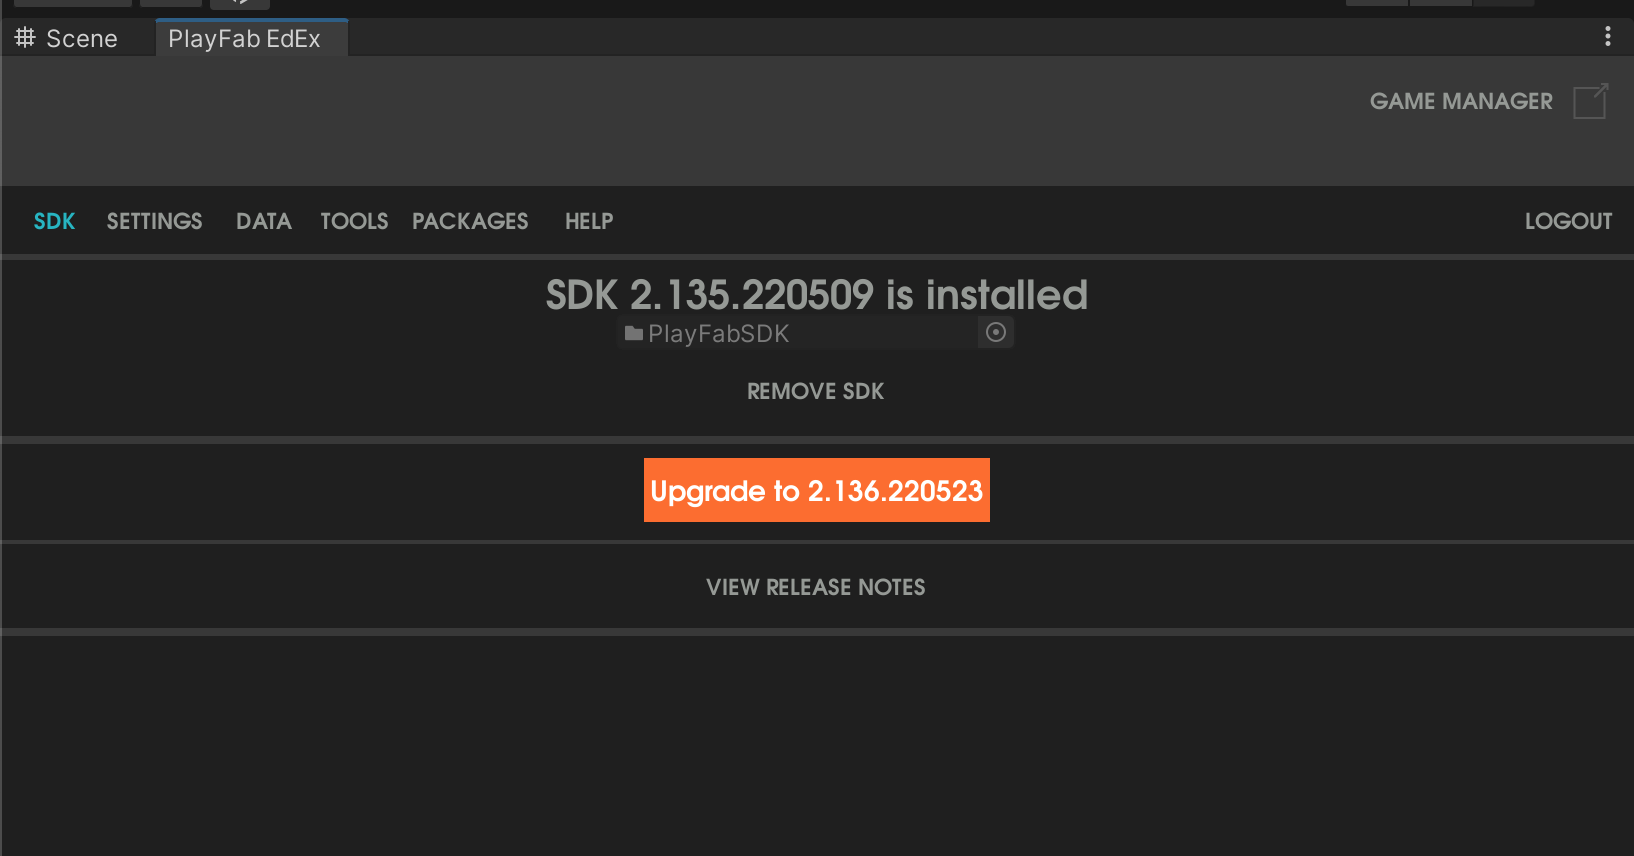 Scene PlayFab EdEx
GAME MANAGER
SDK SETTINGS DATA TOOLS PACKAGES HELP LOGOUT
SDK 2.135.220509 is installed
PlayFabSDK
REMOVE SDK
Upgrade to 2.136.220523
VIEW RELEASE NOTES